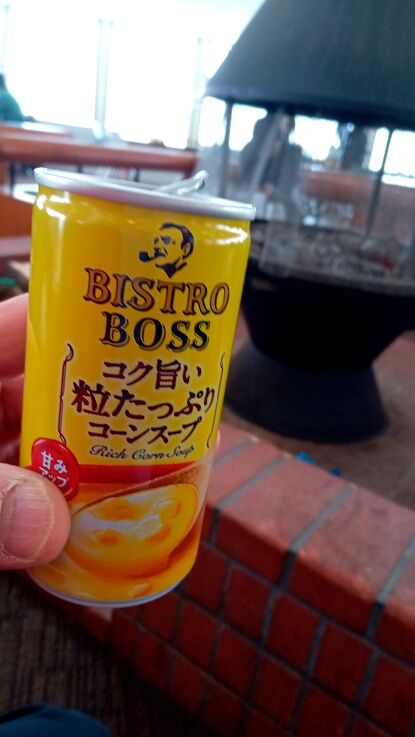 BISTRO
BOSS
コク旨い
粒たっぷり
コーンスープ
Rich Corn Soup
甘み
アップ